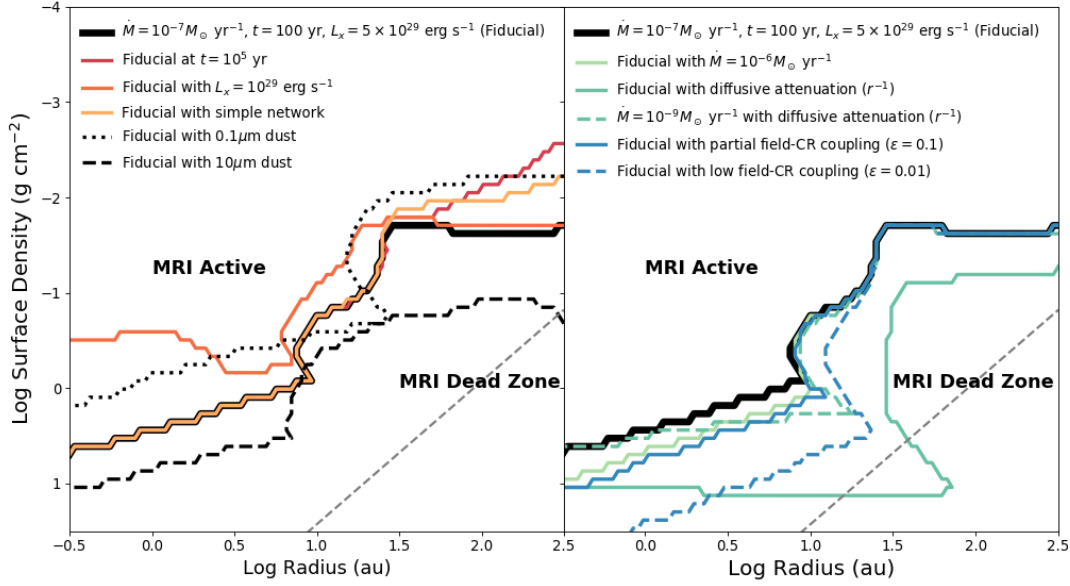 Log Surface Density (g cm⁻²)
−4
−3
−2
−1
0
1
Ṁ = 10⁻⁷M⊙ yr⁻¹, t = 100 yr, Lₓ = 5 × 10²⁹ erg s⁻¹ (Fiducial)
Fiducial at t = 10⁵ yr
Fiducial with Lₓ = 10²⁹ erg s⁻¹
Fiducial with simple network
Fiducial with 0.1μm dust
Fiducial with 10μm dust
MRI Active
MRI Dead Zone
−0.5 0.0 0.5 1.0 1.5 2.0 2.5
Log Radius (au)
Ṁ = 10⁻⁷M⊙ yr⁻¹, t = 100 yr, Lₓ = 5 × 10²⁹ erg s⁻¹ (Fiducial)
Fiducial with Ṁ = 10⁻⁶M⊙ yr⁻¹
Fiducial with diffusive attenuation (r⁻¹)
Ṁ = 10⁻⁹M⊙ yr⁻¹ with diffusive attenuation (r⁻¹)
Fiducial with partial field-CR coupling (ε = 0.1)
Fiducial with low field-CR coupling (ε = 0.01)
MRI Active
MRI Dead Zone
0.0 0.5 1.0 1.5 2.0 2.5
Log Radius (au)